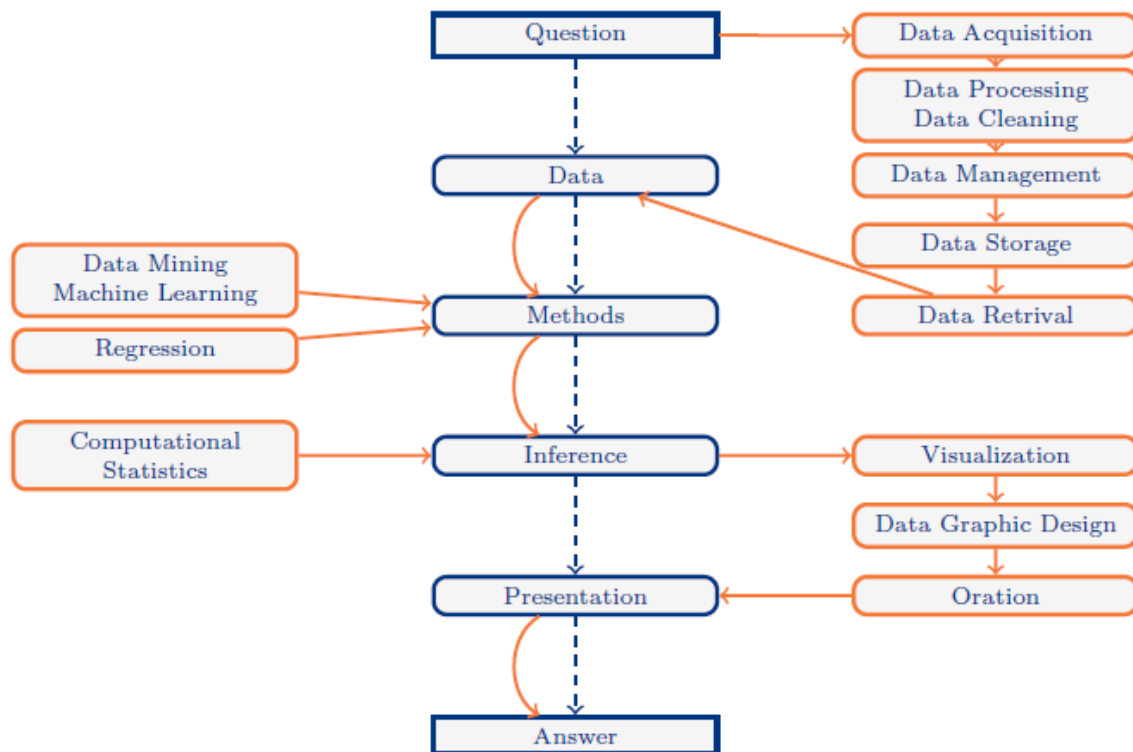 Question
Data Acquisition
Data Processing
Data Cleaning
Data
Data Management
Data Storage
Data Mining
Machine Learning
Methods
Data Retrival
Regression
Computational
Statistics
Inference
Visualization
Data Graphic Design
Presentation
Oration
Answer